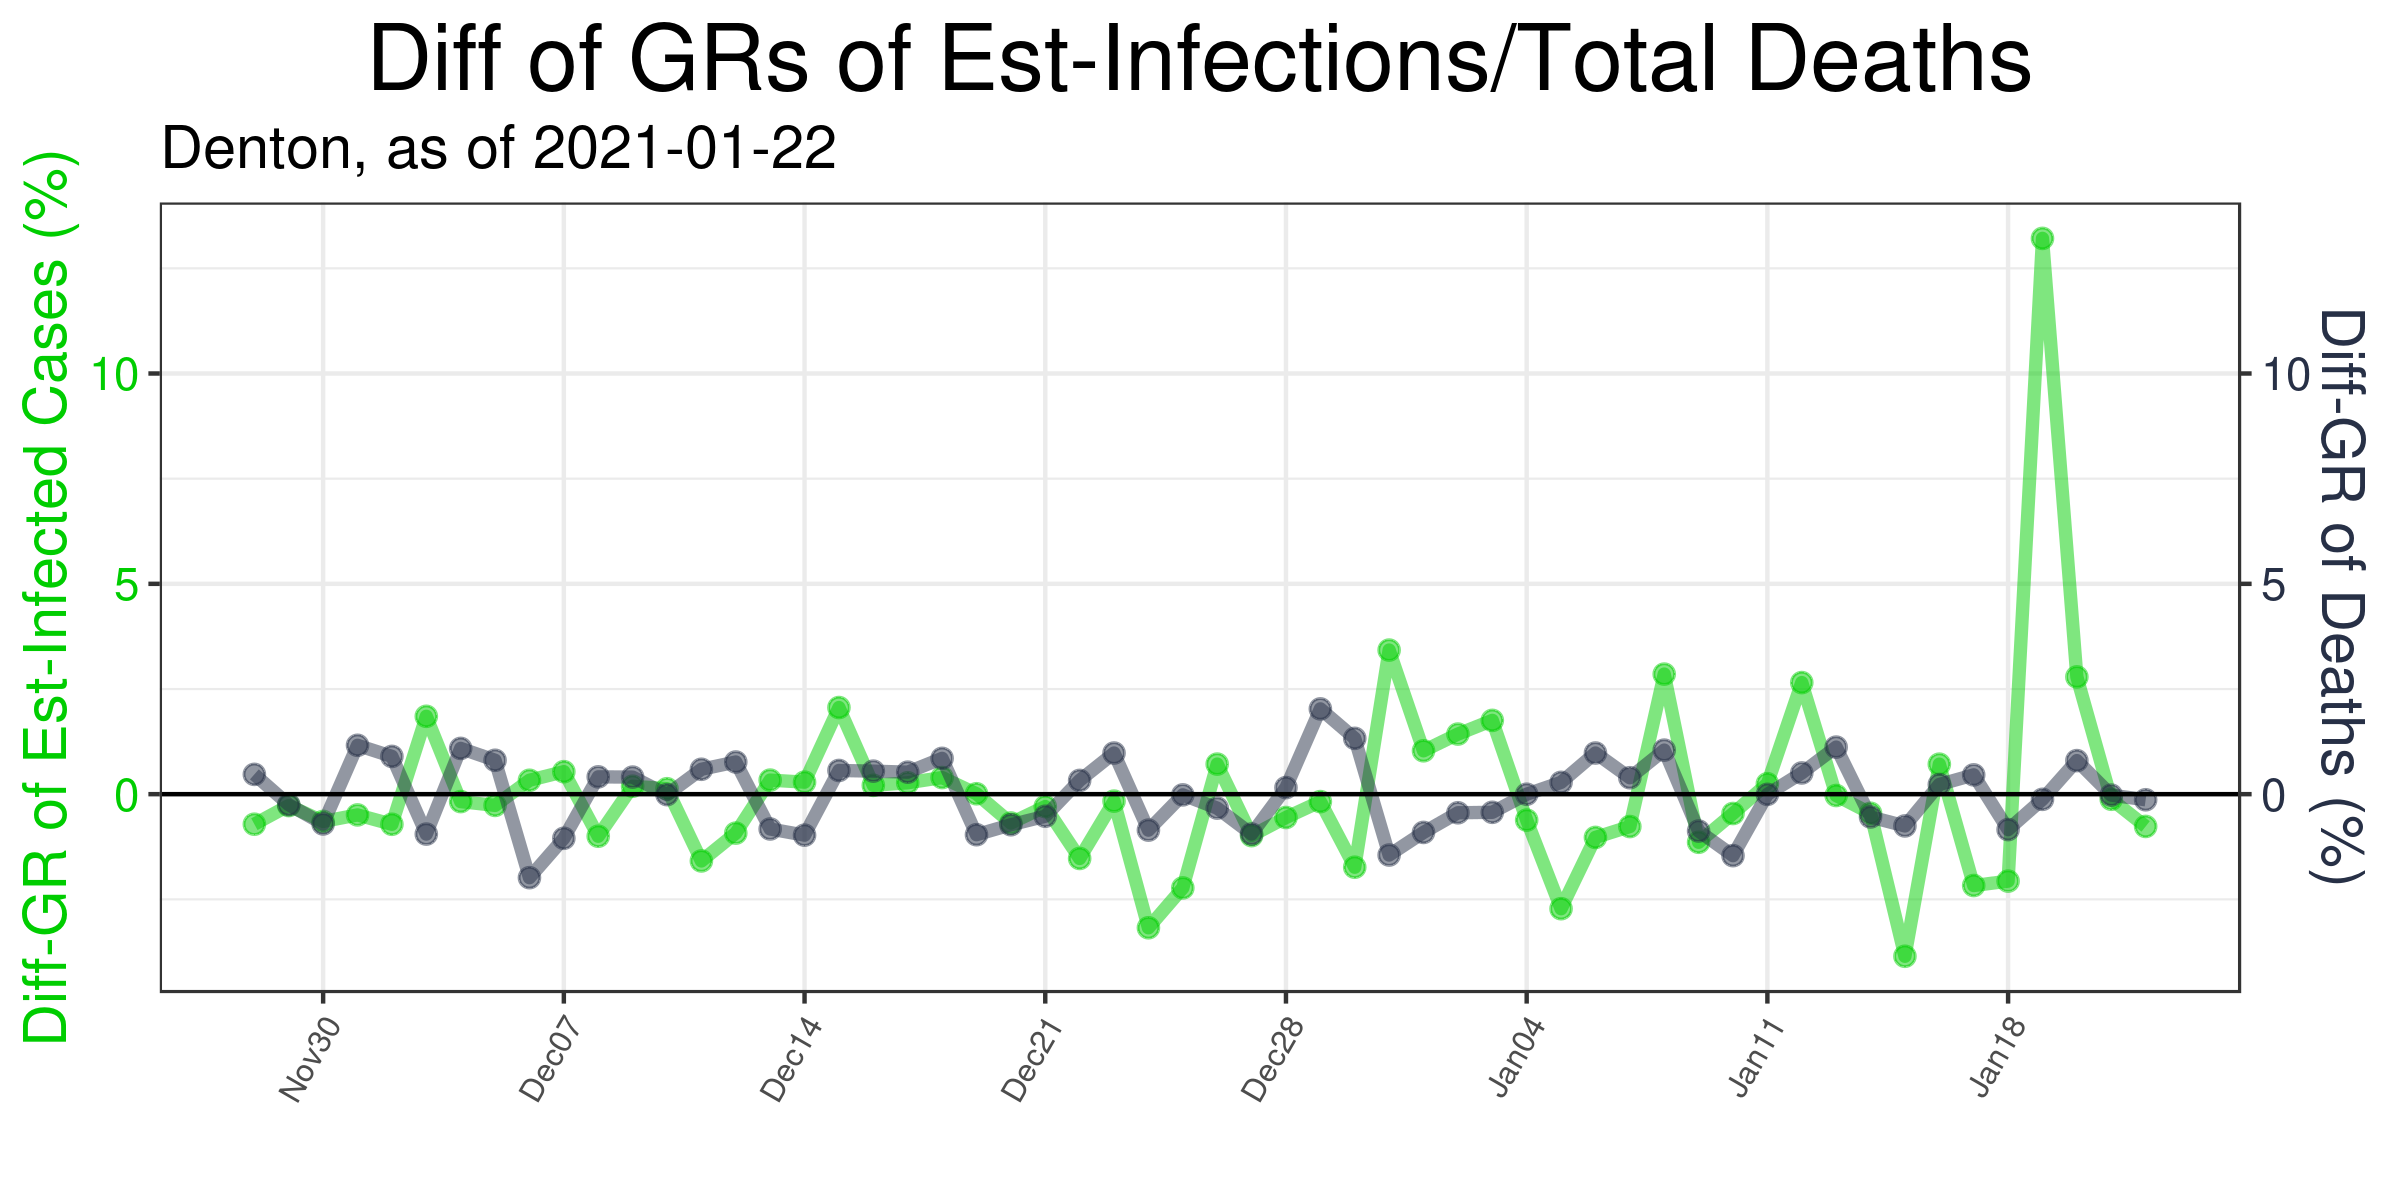 Diff of GRs of Est-Infections/Total Deaths
Denton, as of 2021-01-22
Diff-GR of Est-Infected Cases (%)
10
5
0
10
5
0
Diff-GR of Deaths (%)
Nov30
Dec07
Dec14
Dec21
Dec28
Jan04
Jan11
Jan18